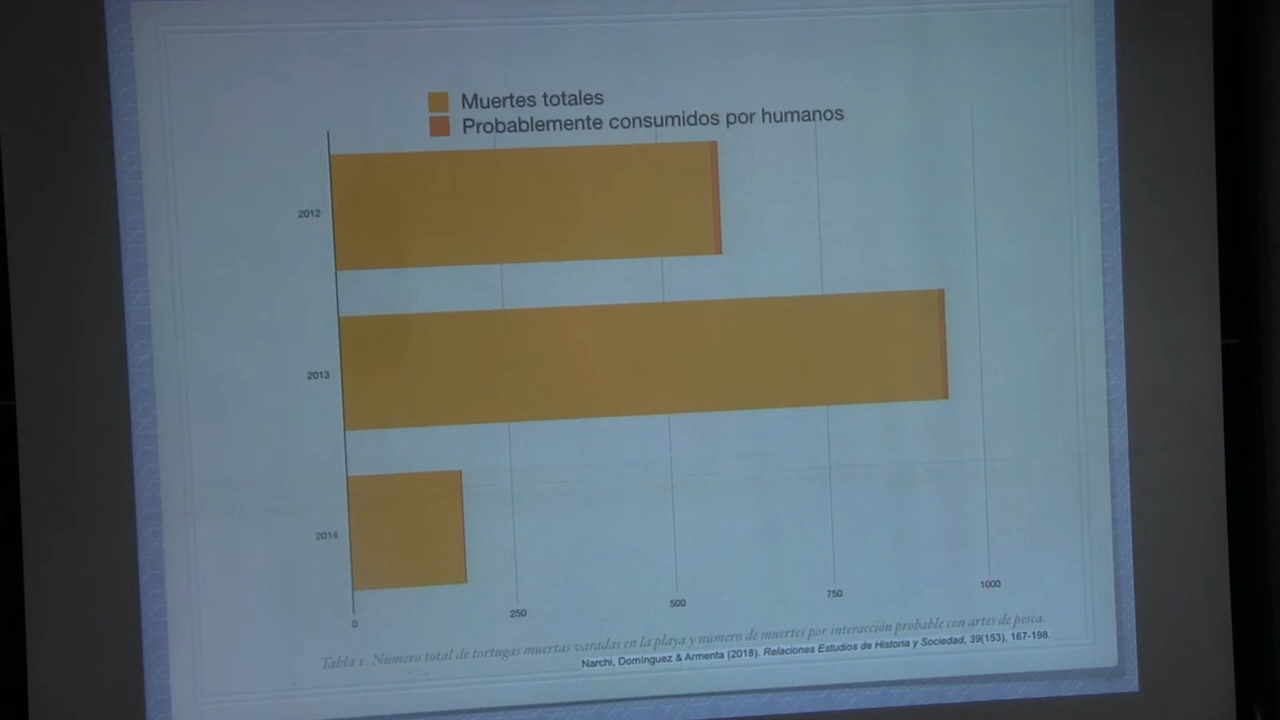 Muertes totales
Probablemente consumidos por humanos
2012
2013
2014
0
250
500
750
1000
Tabla 1. Número total de tortugas muertas varadas en la playa y número de muertes por interacción probable con artes de pesca.
Narchi, Domínguez & Armenta (2018). Relaciones Estudios de Historia y Sociedad, 39(153), 167-198.